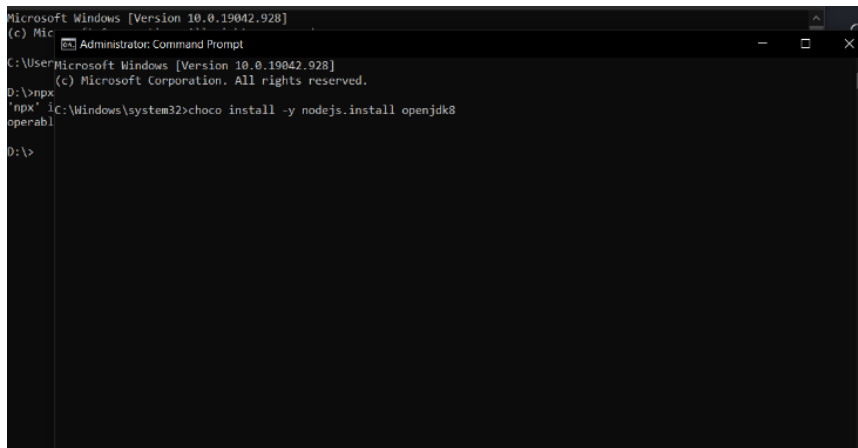 Microsoft Windows [Version 10.0.19042.928]
(c) Mic
C:\User
D:\>npx
'npx' i
operabl
D:\>
Administrator: Command Prompt
Microsoft Windows [Version 10.0.19042.928]
(c) Microsoft Corporation. All rights reserved.
C:\Windows\system32>choco install -y nodejs.install openjdk8